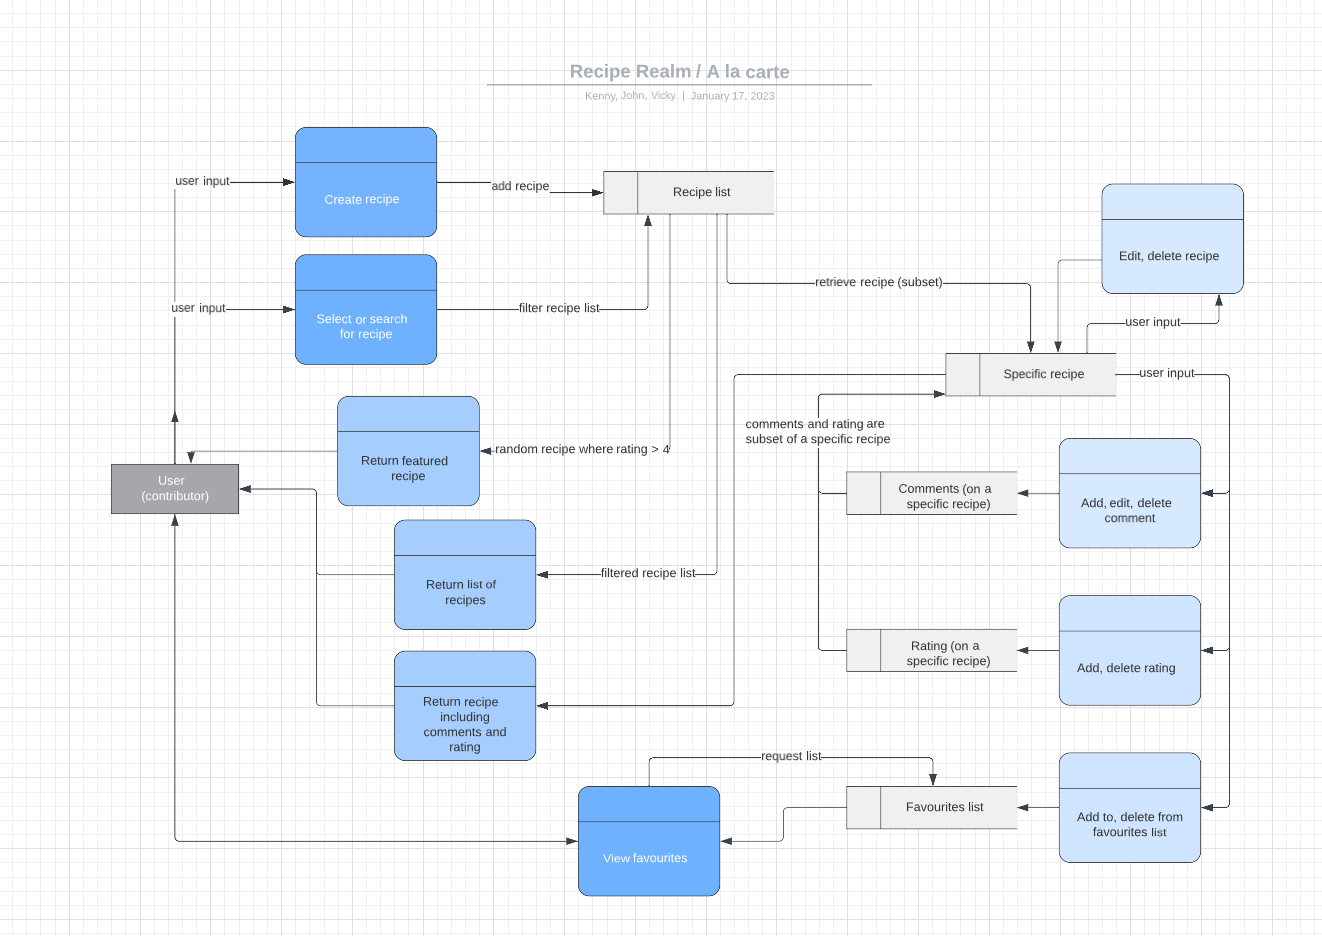 Recipe Realm / A la carte
Kenny, John, Vicky | January 17, 2023
user input
Create recipe
add recipe
Recipe list
Edit, delete recipe
user input
Select or search
for recipe
filter recipe list
retrieve recipe (subset)
user input
Specific recipe
user input
comments and rating are
subset of a specific recipe
random recipe where rating > 4
Return featured
recipe
User
(contributor)
Comments (on a
specific recipe)
Add, edit, delete
comment
filtered recipe list
Return list of
recipes
Rating (on a
specific recipe)
Add, delete rating
Return recipe
including
comments and
rating
request list
Favourites list
Add to, delete from
favourites list
View favourites